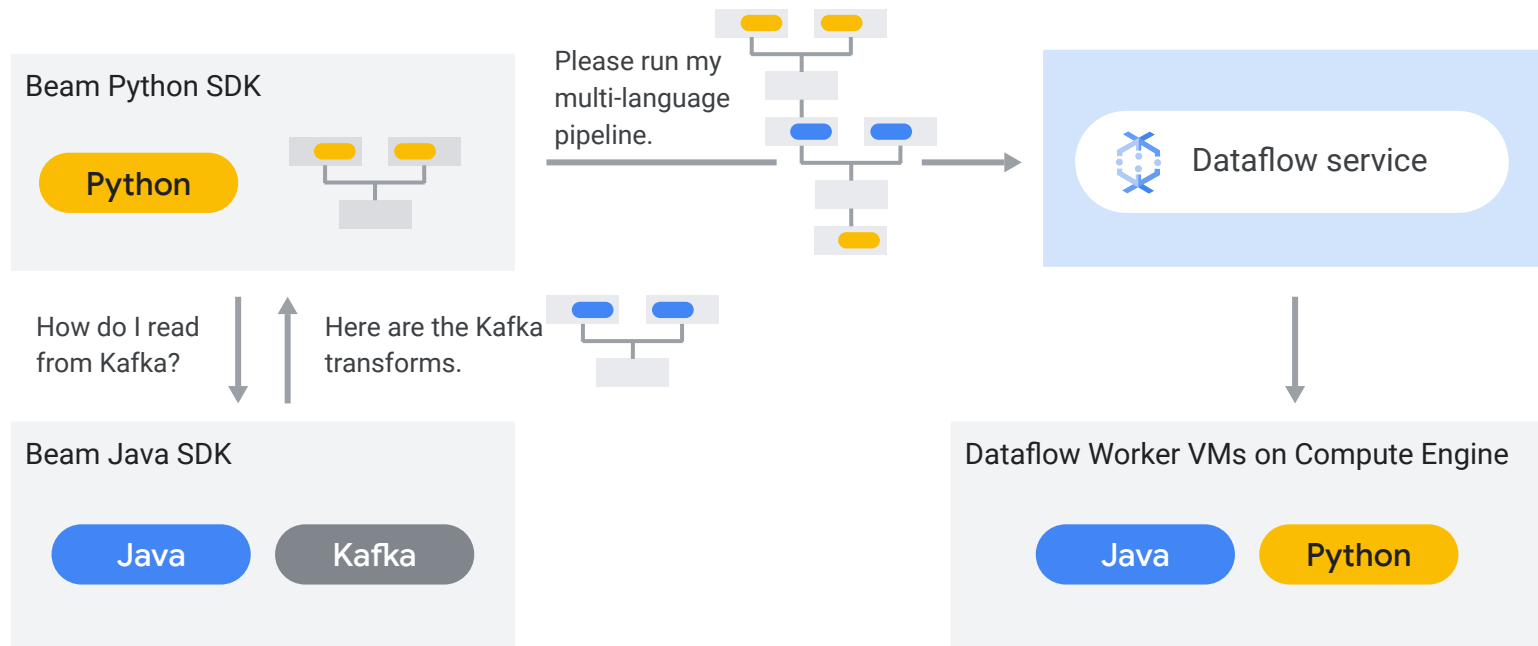 Beam Python SDK
Python
Please run my
multi-language
pipeline.
Dataflow service
How do I read
from Kafka?
Here are the Kafka
transforms.
Beam Java SDK
Java
Kafka
Dataflow Worker VMs on Compute Engine
Java
Python